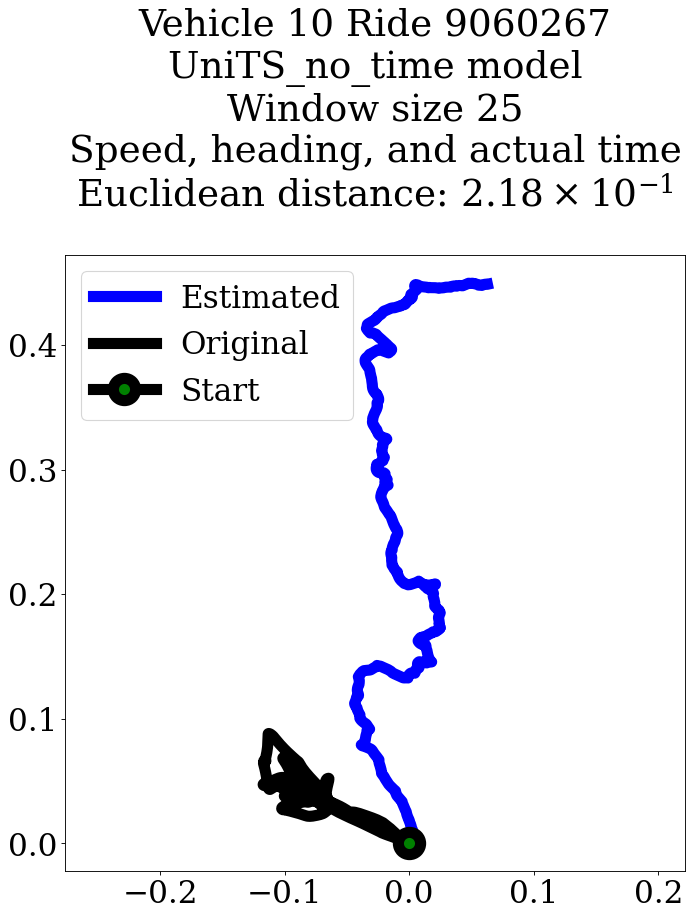 Vehicle 10 Ride 9060267
UniTS_no_time model
Window size 25
Speed, heading, and actual time
Euclidean distance: 2.18 × 10⁻¹
Estimated
Original
Start
0.4
0.3
0.2
0.1
0.0
−0.2 −0.1 0.0 0.1 0.2